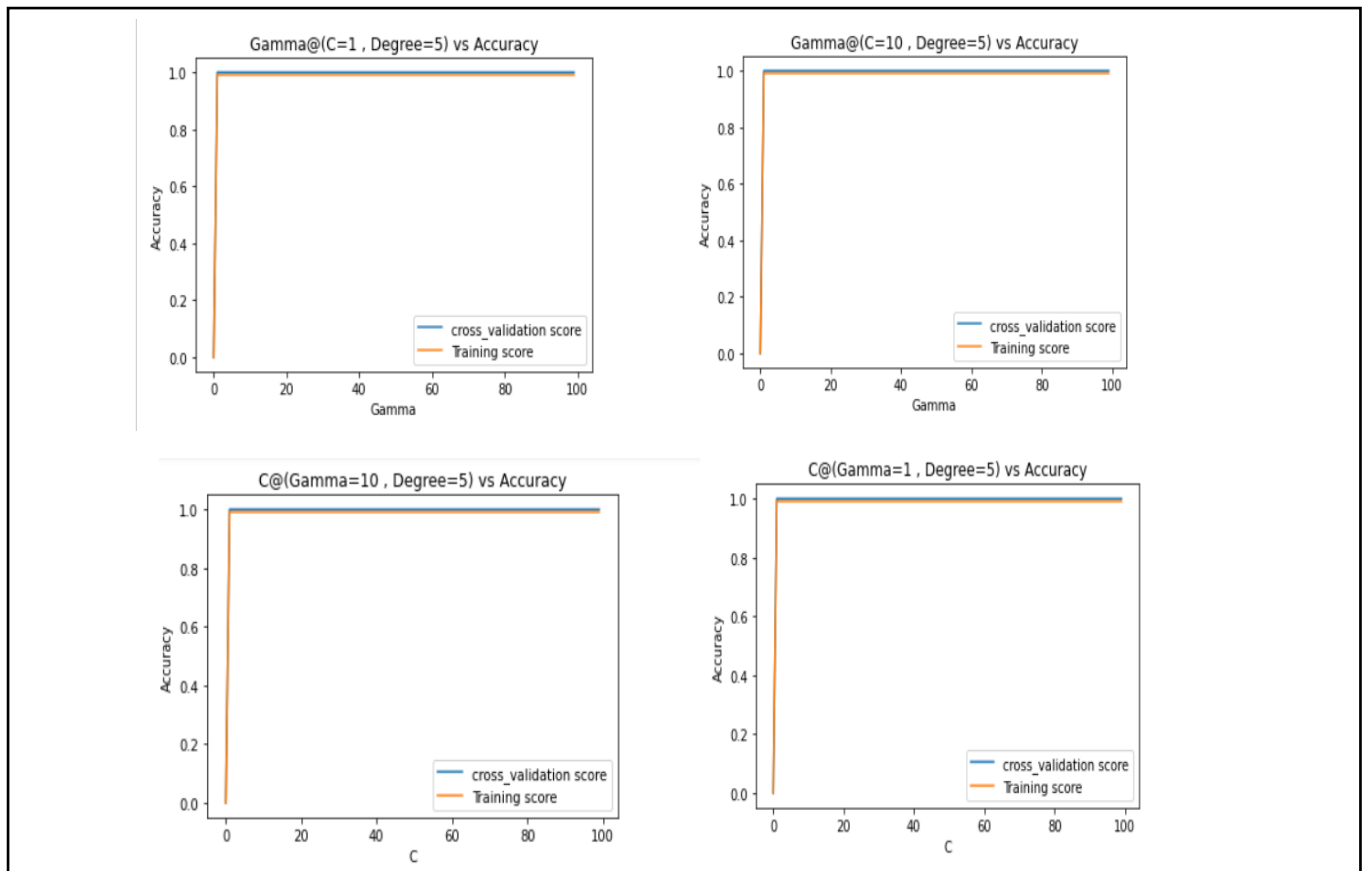 Gamma@(C=1 , Degree=5) vs Accuracy
1.0
0.8
0.6
0.4
0.2
0.0
Accuracy
cross_validation score
Training score
0 20 40 60 80 100
Gamma
Gamma@(C=10 , Degree=5) vs Accuracy
1.0
0.8
0.6
0.4
0.2
0.0
Accuracy
cross_validation score
Training score
0 20 40 60 80 100
Gamma
C@(Gamma=10 , Degree=5) vs Accuracy
1.0
0.8
0.6
0.4
0.2
0.0
Accuracy
cross_validation score
Training score
0 20 40 60 80 100
C
C@(Gamma=1 , Degree=5) vs Accuracy
1.0
0.8
0.6
0.4
0.2
0.0
Accuracy
cross_validation score
Training score
0 20 40 60 80 100
C